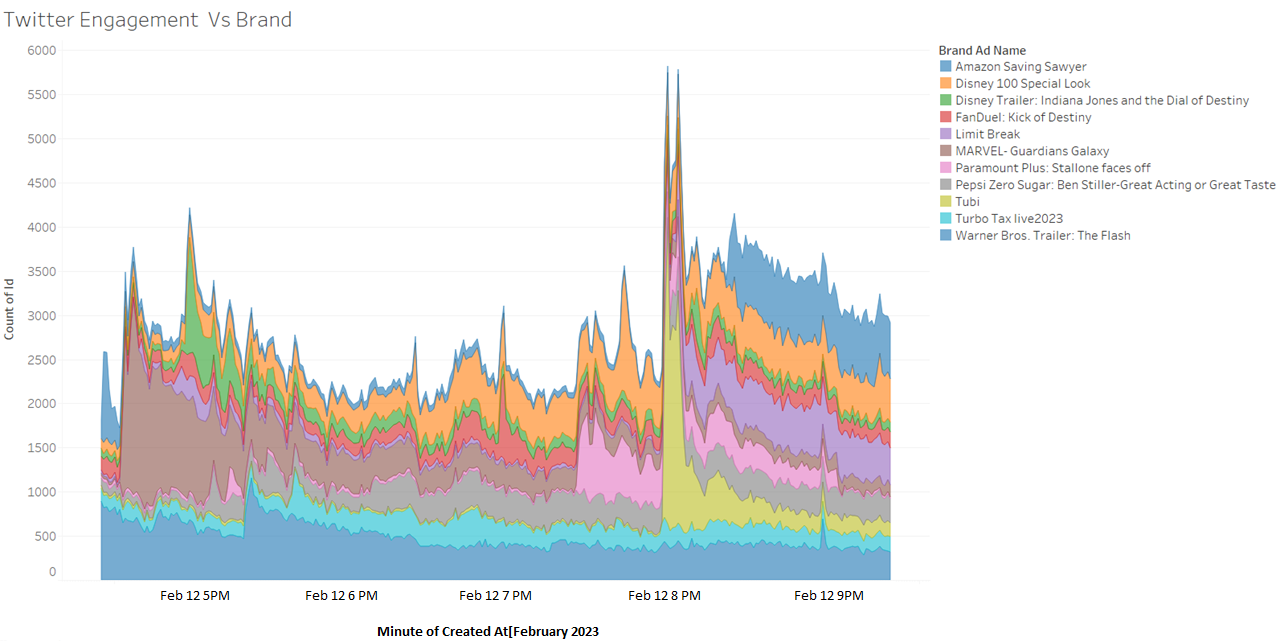 Twitter Engagement  Vs Brand
6000
5500
5000
4500
4000
3500
3000
2500
2000
1500
1000
500
0
Count of Id
Feb 12 5PM
Feb 12 6 PM
Feb 12 7 PM
Feb 12 8 PM
Feb 12 9PM
Minute of Created At[February 2023
Brand Ad Name
Amazon Saving Sawyer
Disney 100 Special Look
Disney Trailer: Indiana Jones and the Dial of Destiny
FanDuel: Kick of Destiny
Limit Break
MARVEL- Guardians Galaxy
Paramount Plus: Stallone faces off
Pepsi Zero Sugar: Ben Stiller-Great Acting or Great Taste
Tubi
Turbo Tax live2023
Warner Bros. Trailer: The Flash